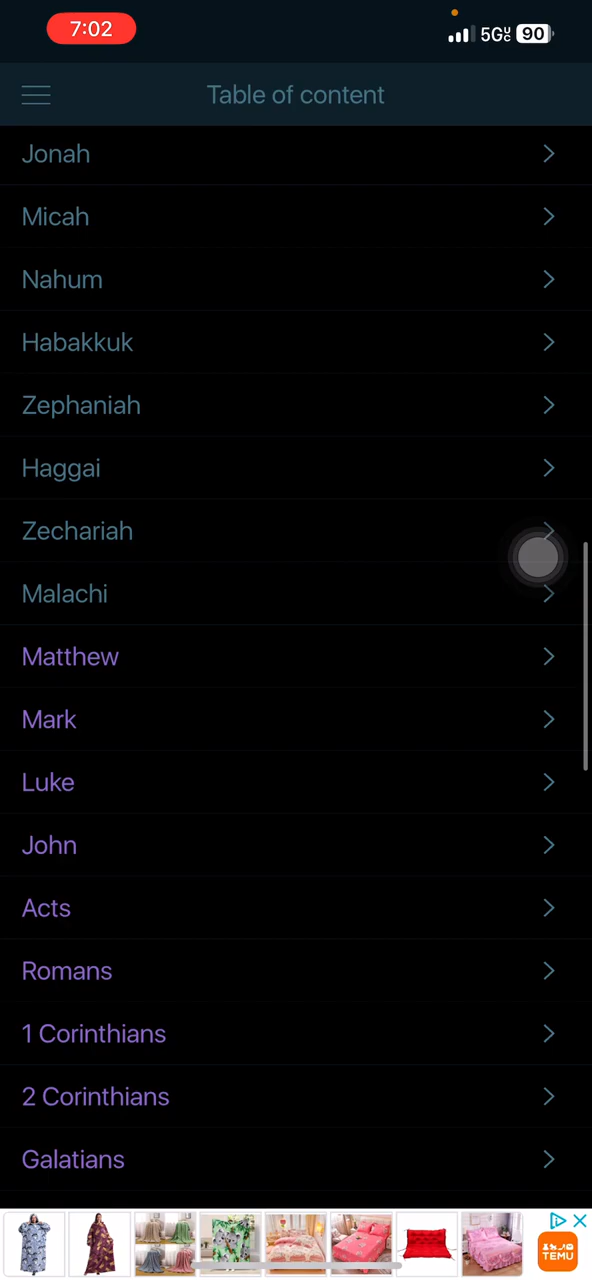 7:02
5GUC 90
Table of content
Jonah
Micah
Nahum
Habakkuk
Zephaniah
Haggai
Zechariah
Malachi
Matthew
Mark
Luke
John
Acts
Romans
1 Corinthians
2 Corinthians
Galatians
TEMU